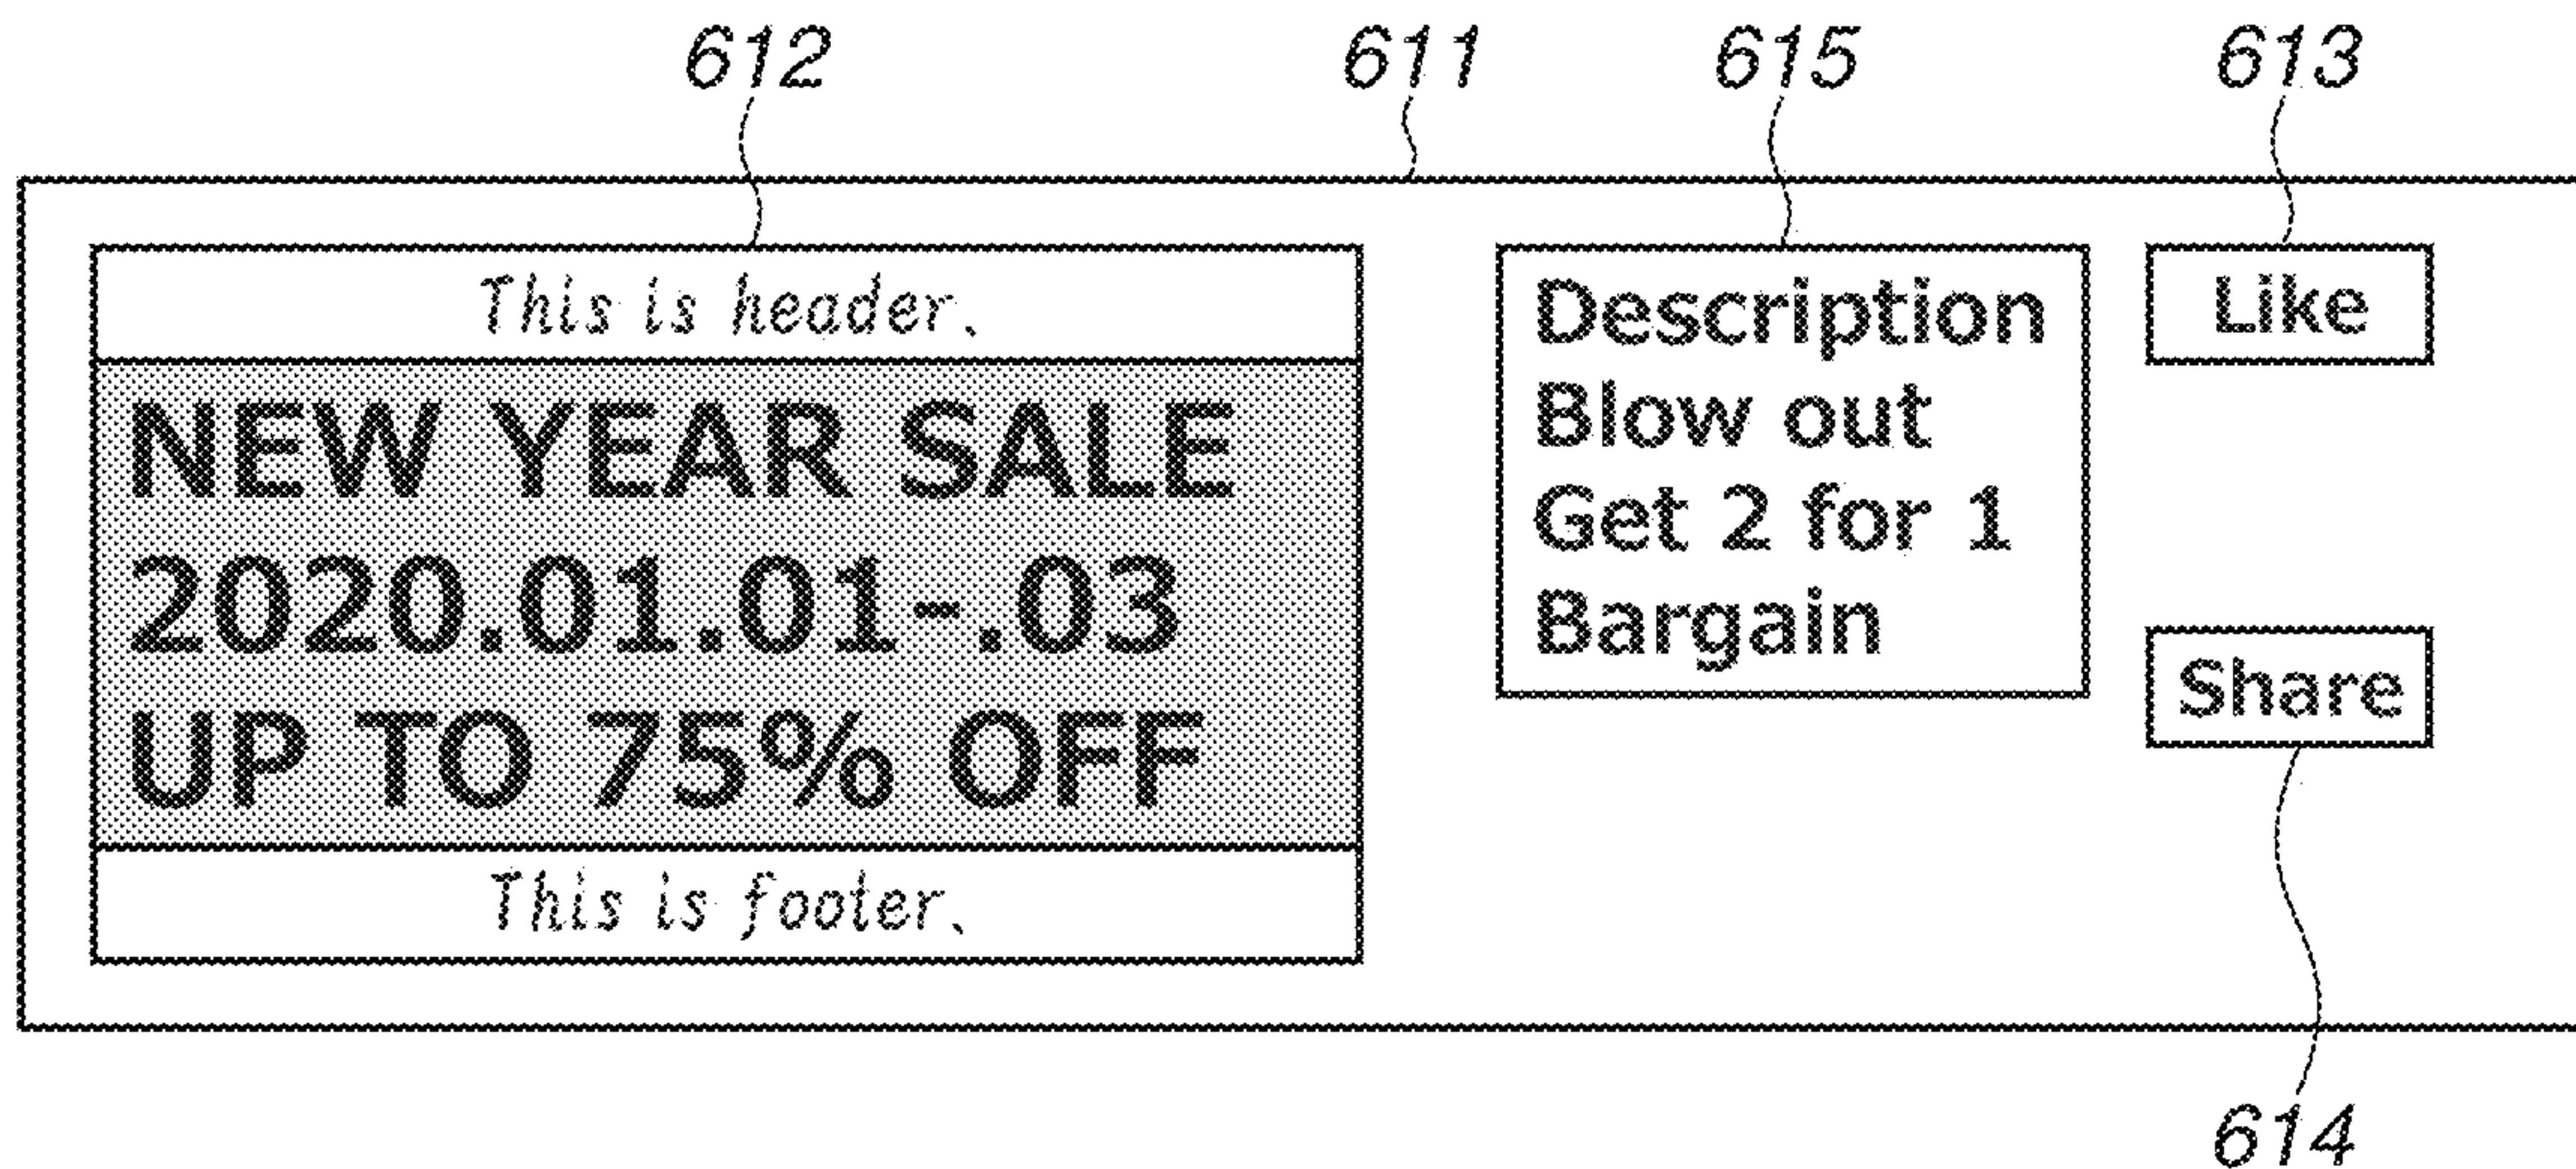 612 611 615 613
This is header.
NEW YEAR SALE
2020.01.01-.03
UP TO 75% OFF
This is footer.
Description
Blow out
Get 2 for 1
Bargain
Like
Share
614